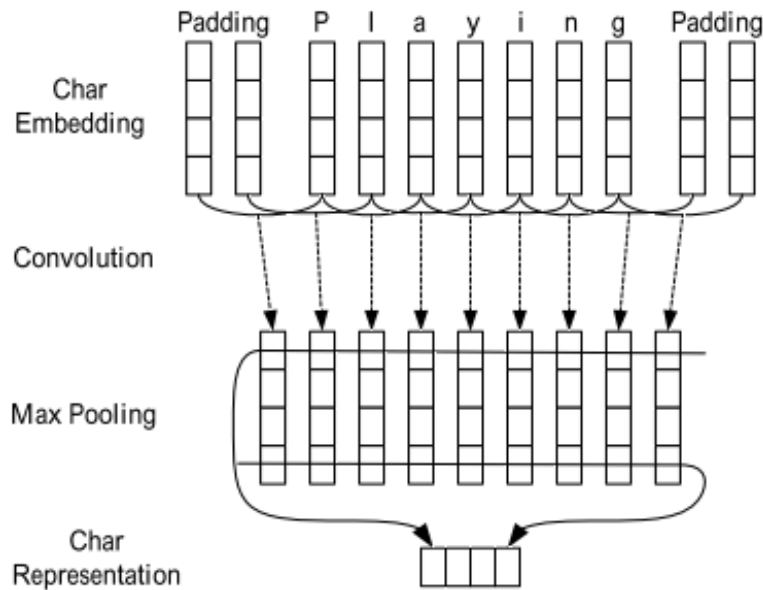 Padding P l a y i n g Padding
Char
Embedding
Convolution
Max Pooling
Char
Representation